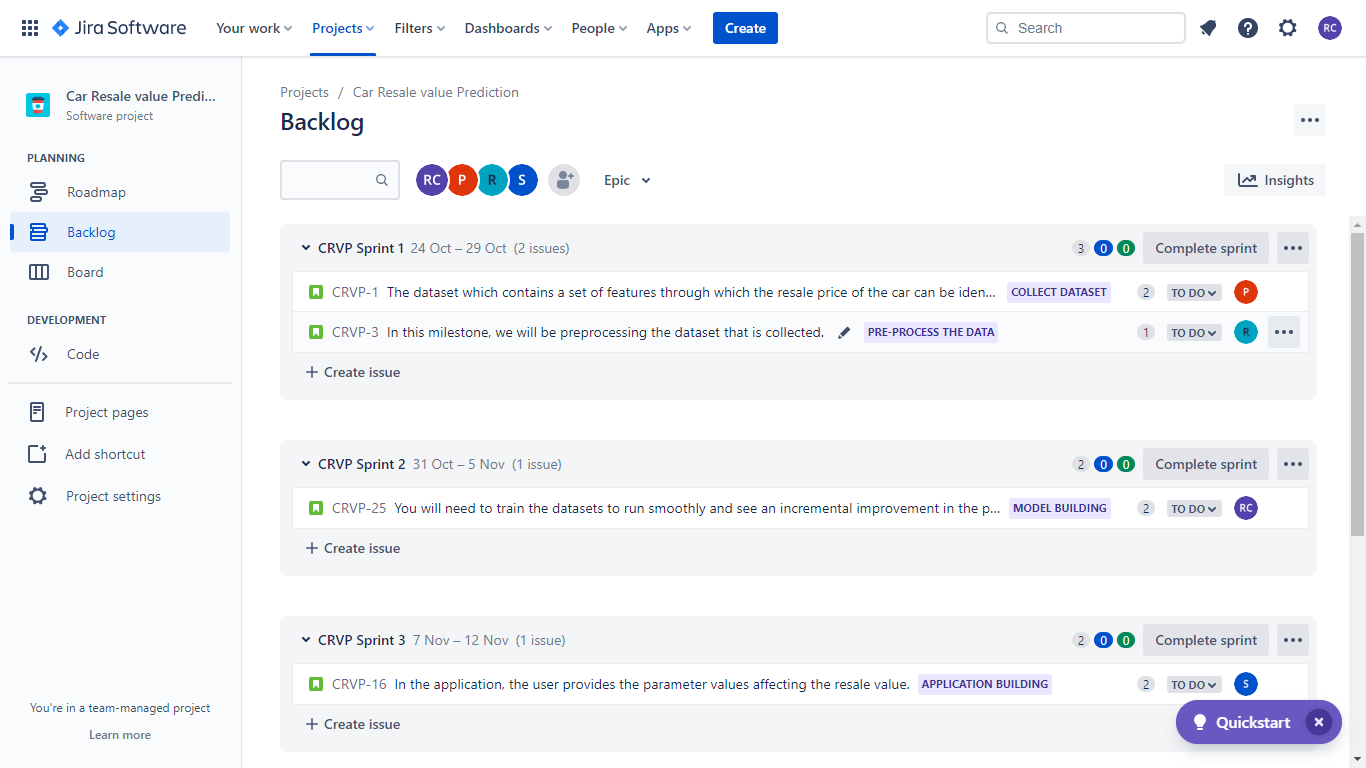 Jira Software Your work Projects Filters Dashboards People Apps Create Search RC
Car Resale value Predi...
Software project
PLANNING
Roadmap
Backlog
Board
DEVELOPMENT
Code
Project pages
Add shortcut
Project settings
You're in a team-managed project
Learn more
Projects / Car Resale value Prediction
Backlog
RC P R S Epic Insights
CRVP Sprint 1 24 Oct – 29 Oct (2 issues) 3 0 0 Complete sprint
CRVP-1 The dataset which contains a set of features through which the resale price of the car can be iden... COLLECT DATASET 2 TO DO P
CRVP-3 In this milestone, we will be preprocessing the dataset that is collected. PRE-PROCESS THE DATA 1 TO DO R
+ Create issue
CRVP Sprint 2 31 Oct – 5 Nov (1 issue) 2 0 0 Complete sprint
CRVP-25 You will need to train the datasets to run smoothly and see an incremental improvement in the p... MODEL BUILDING 2 TO DO RC
+ Create issue
CRVP Sprint 3 7 Nov – 12 Nov (1 issue) 2 0 0 Complete sprint
CRVP-16 In the application, the user provides the parameter values affecting the resale value. APPLICATION BUILDING 2 TO DO S
+ Create issue
Quickstart